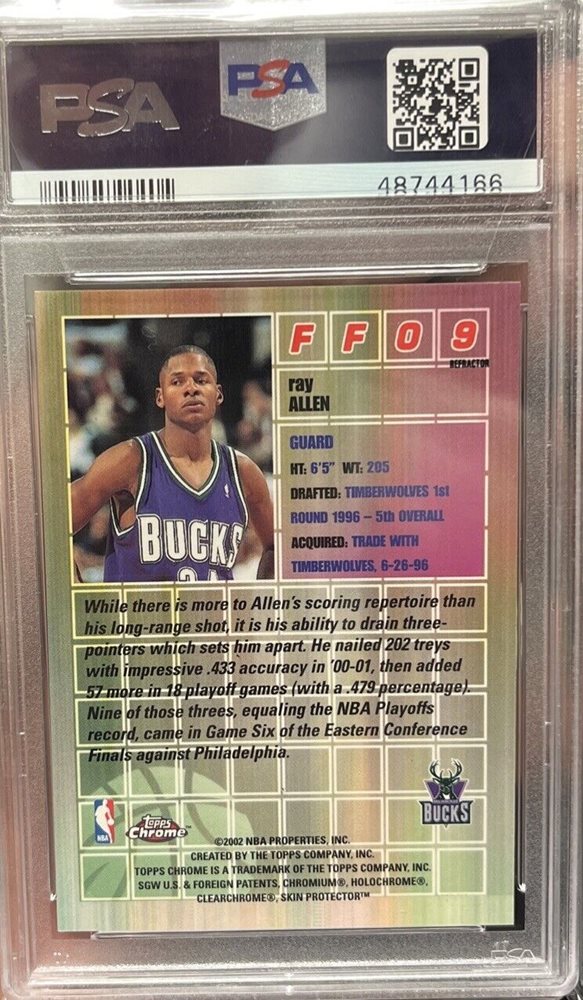 PSA
PSA
48744166
FF09
REFRACTOR
ray
ALLEN
GUARD
HT: 6'5" WT: 205
DRAFTED: TIMBERWOLVES 1st
ROUND 1996 – 5th OVERALL
ACQUIRED: TRADE WITH
TIMBERWOLVES, 6-26-96
BUCKS
34
While there is more to Allen's scoring repertoire than
his long-range shot, it is his ability to drain three-
pointers which sets him apart. He nailed 202 treys
with impressive .433 accuracy in '00-01, then added
57 more in 18 playoff games (with a .479 percentage).
Nine of those threes, equaling the NBA Playoffs
record, came in Game Six of the Eastern Conference
Finals against Philadelphia.
NBA
Topps
Chrome™
BUCKS
©2002 NBA PROPERTIES, INC.
CREATED BY THE TOPPS COMPANY, INC.
TOPPS CHROME IS A TRADEMARK OF THE TOPPS COMPANY, INC.
SGW U.S. & FOREIGN PATENTS, CHROMIUM®, HOLOCHROME®,
CLEARCHROME®, SKIN PROTECTOR™
PSA